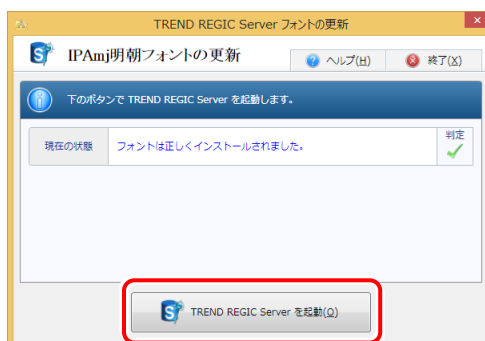 TREND REGIC Server フォントの更新
IPAmj明朝フォントの更新
ヘルプ(H)
終了(X)
下のボタンで TREND REGIC Server を起動します。
現在の状態
フォントは正しくインストールされました。
判定
TREND REGIC Server を起動(O)